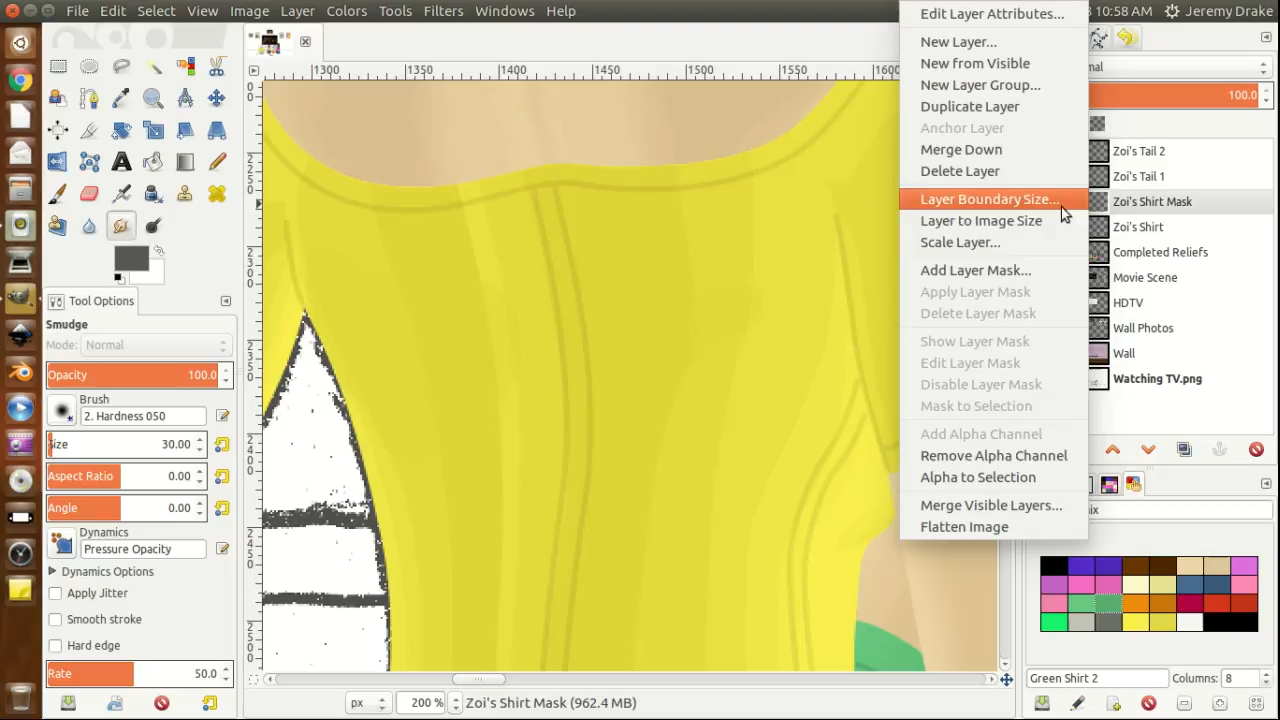 File Edit Select View Image Layer Colors Tools Filters Windows Help
10:58 AM Jeremy Drake
Edit Layer Attributes...
New Layer...
New from Visible
New Layer Group...
Duplicate Layer
Anchor Layer
Merge Down
Delete Layer
Layer Boundary Size...
Layer to Image Size
Scale Layer...
Add Layer Mask...
Apply Layer Mask
Delete Layer Mask
Show Layer Mask
Edit Layer Mask
Disable Layer Mask
Mask to Selection
Add Alpha Channel
Remove Alpha Channel
Alpha to Selection
Merge Visible Layers...
Flatten Image
1300 1350 1400 1450 1500 1550 1600
Tool Options
Smudge
Mode: Normal
Opacity 100.0
Brush
2. Hardness 050
Size 30.00
Aspect Ratio 0.00
Angle 0.00
Dynamics
Pressure Opacity
Dynamics Options
Apply Jitter
Smooth stroke
Hard edge
Rate 50.0
px 200 % Zoi's Shirt Mask (962.4 MB)
100.0
Zoi's Tail 2
Zoi's Tail 1
Zoi's Shirt Mask
Zoi's Shirt
Completed Reliefs
Movie Scene
HDTV
Wall Photos
Wall
Watching TV.png
Green Shirt 2 Columns: 8